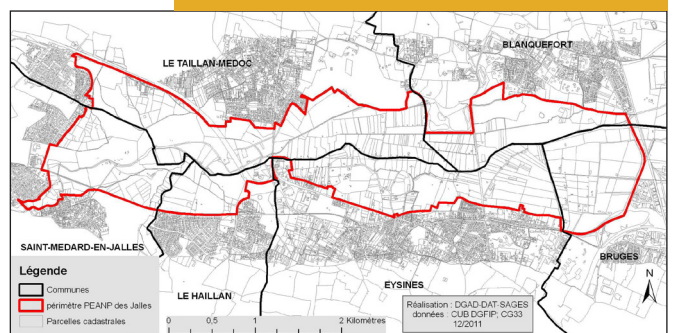 LE TAILLAN-MEDOC
BLANQUEFORT
SAINT-MEDARD-EN-JALLES
LE HAILLAN
EYSINES
BRUGES
N
Légende
Communes
périmètre PEANP des Jalles
Parcelles cadastrales
0 0,5 1 2 Kilomètres
Réalisation : DGAD-DAT-SAGES
données : CUB DGFIP; CG33
12/2011